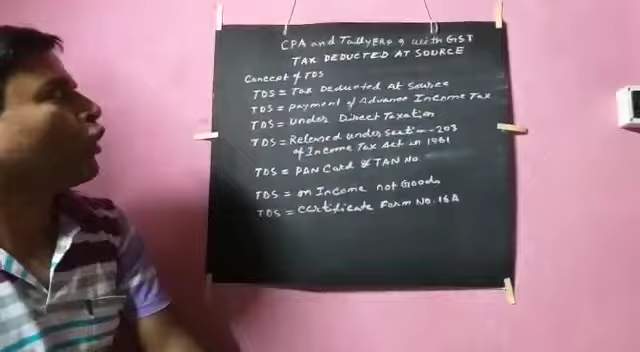 CPA and Tally ERP 9 with GST
TAX DEDUCTED AT SOURCE
Concept of TDS
TDS = Tax Deducted At Source
TDS = Payment of Advance Income Tax
TDS = Under Direct Taxation
TDS = Released under section - 203
of Income Tax Act in 1961
TDS = PAN Card & TAN No.
TDS = on Income not Goods
TDS = Certificate Form No. 16A